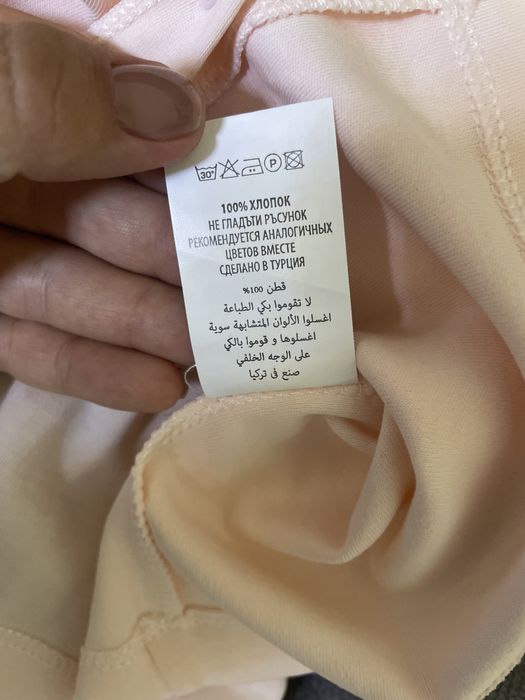 30°
P
100% ХЛОПОК
НЕ ГЛАДЪТИ РЪСУНОК
РЕКОМЕНДУЕТСЯ АНАЛОГИЧНЫХ
ЦВЕТОВ ВМЕСТЕ
СДЕЛАНО В ТУРЦИЯ
قطن 100%
لا تقوموا بكي الطباعة
اغسلوا الألوان المتشابهة سوية
اغسلوها و قوموا بالكي
على الوجه الخلفي
صنع في تركيا